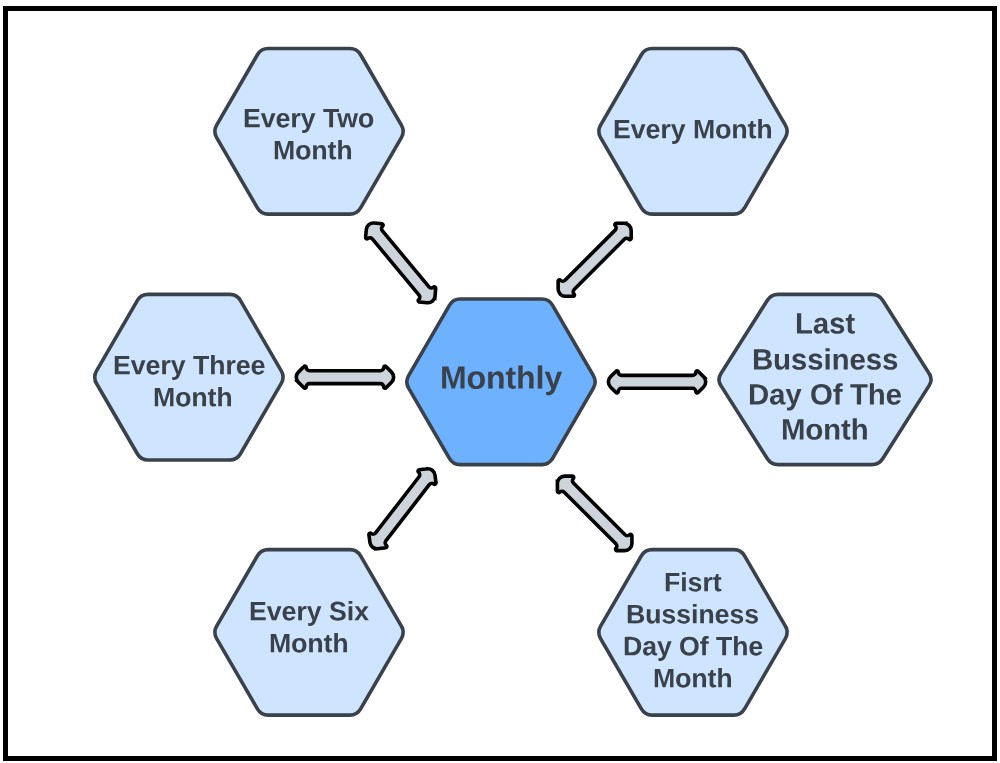 Every Two
Month
Every Month
Every Three
Month
Monthly
Last
Bussiness
Day Of The
Month
Every Six
Month
Fisrt
Bussiness
Day Of The
Month